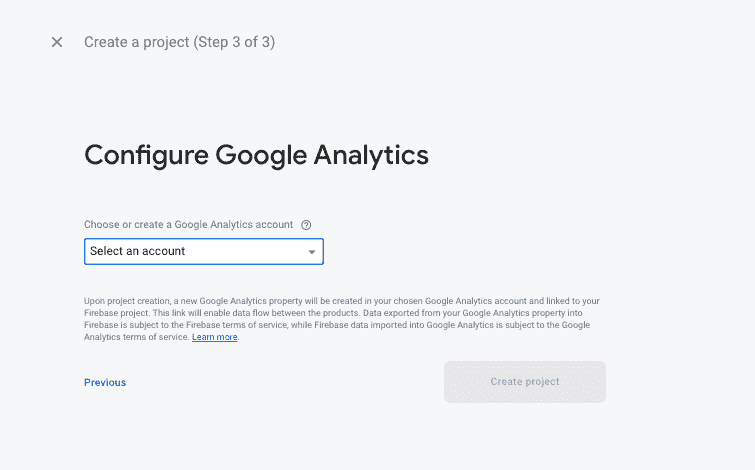 Create a project (Step 3 of 3)
Configure Google Analytics
Choose or create a Google Analytics account
Select an account
Upon project creation, a new Google Analytics property will be created in your chosen Google Analytics account and linked to your
Firebase project. This link will enable data flow between the products. Data exported from your Google Analytics property into
Firebase is subject to the Firebase terms of service, while Firebase data imported into Google Analytics is subject to the Google
Analytics terms of service. Learn more.
Previous
Create project